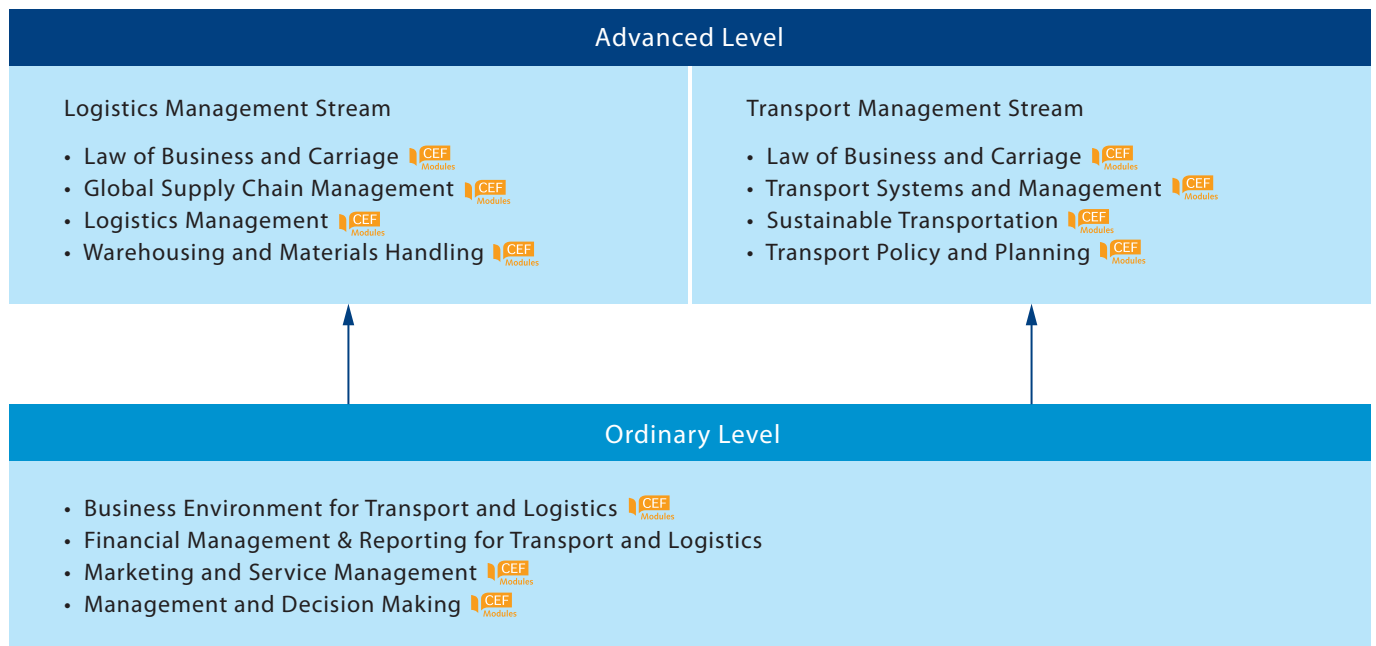 Advanced Level
Logistics Management Stream
• Law of Business and Carriage CEF Modules
• Global Supply Chain Management CEF Modules
• Logistics Management CEF Modules
• Warehousing and Materials Handling CEF Modules
Transport Management Stream
• Law of Business and Carriage CEF Modules
• Transport Systems and Management CEF Modules
• Sustainable Transportation CEF Modules
• Transport Policy and Planning CEF Modules
Ordinary Level
• Business Environment for Transport and Logistics CEF Modules
• Financial Management & Reporting for Transport and Logistics
• Marketing and Service Management CEF Modules
• Management and Decision Making CEF Modules